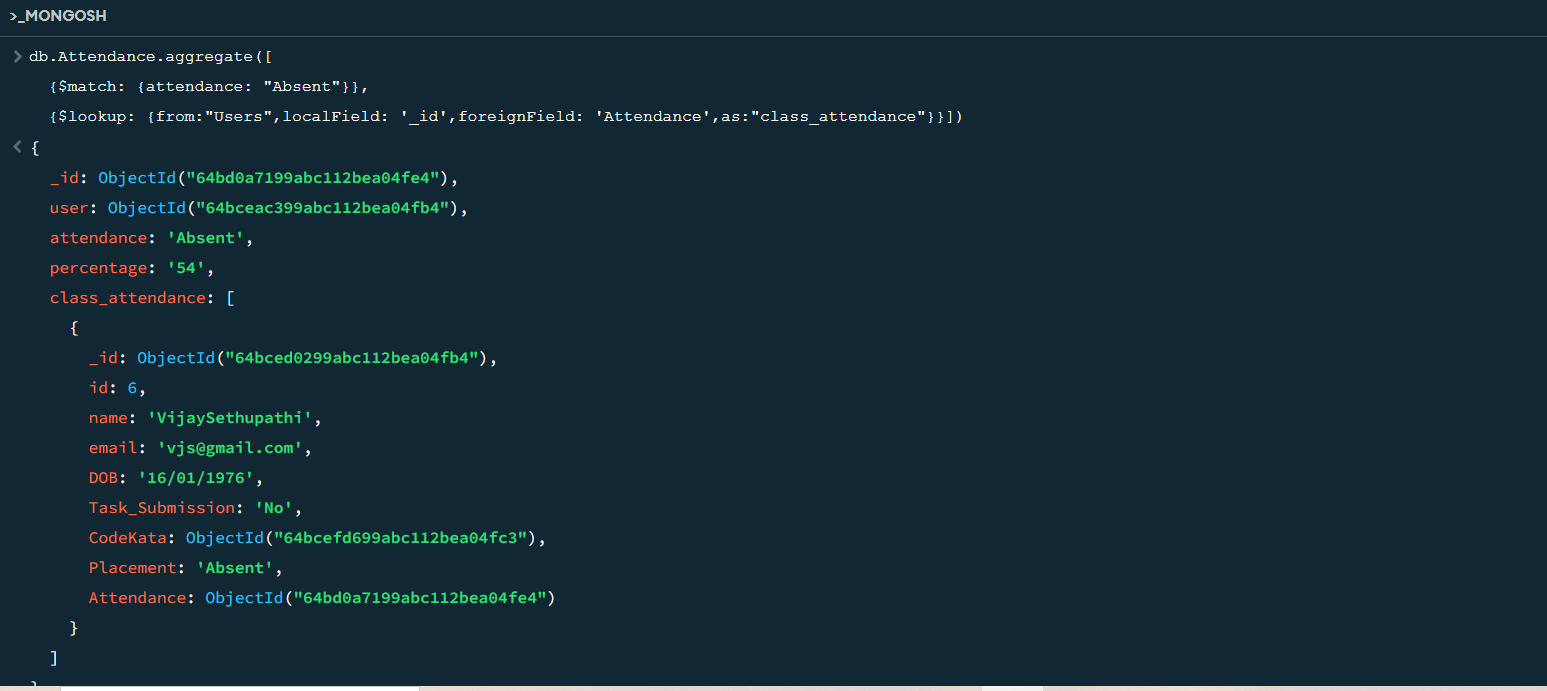 >_MONGOSH
> db.Attendance.aggregate([
{$match: {attendance: "Absent"}},
{$lookup: {from:"Users",localField: '_id',foreignField: 'Attendance',as:"class_attendance"}}])
< {
_id: ObjectId("64bd0a7199abc112bea04fe4"),
user: ObjectId("64bceac399abc112bea04fb4"),
attendance: 'Absent',
percentage: '54',
class_attendance: [
{
_id: ObjectId("64bced0299abc112bea04fb4"),
id: 6,
name: 'VijaySethupathi',
email: 'vjs@gmail.com',
DOB: '16/01/1976',
Task_Submission: 'No',
CodeKata: ObjectId("64bcefd699abc112bea04fc3"),
Placement: 'Absent',
Attendance: ObjectId("64bd0a7199abc112bea04fe4")
}
]